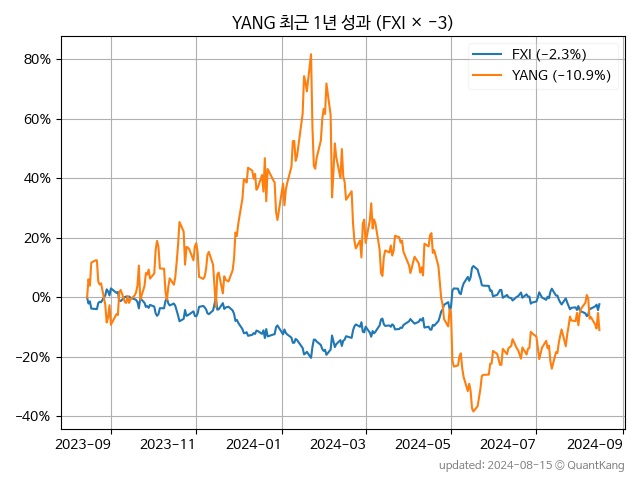 YANG 최근 1년 성과 (FXI × −3)
FXI (−2.3%)
YANG (−10.9%)
80%
60%
40%
20%
0%
−20%
−40%
2023-09 2023-11 2024-01 2024-03 2024-05 2024-07 2024-09
updated: 2024-08-15 © QuantKang